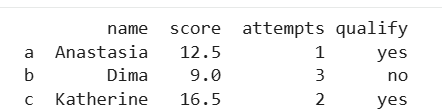 name score attempts qualify
a Anastasia 12.5 1 yes
b Dima 9.0 3 no
c Katherine 16.5 2 yes